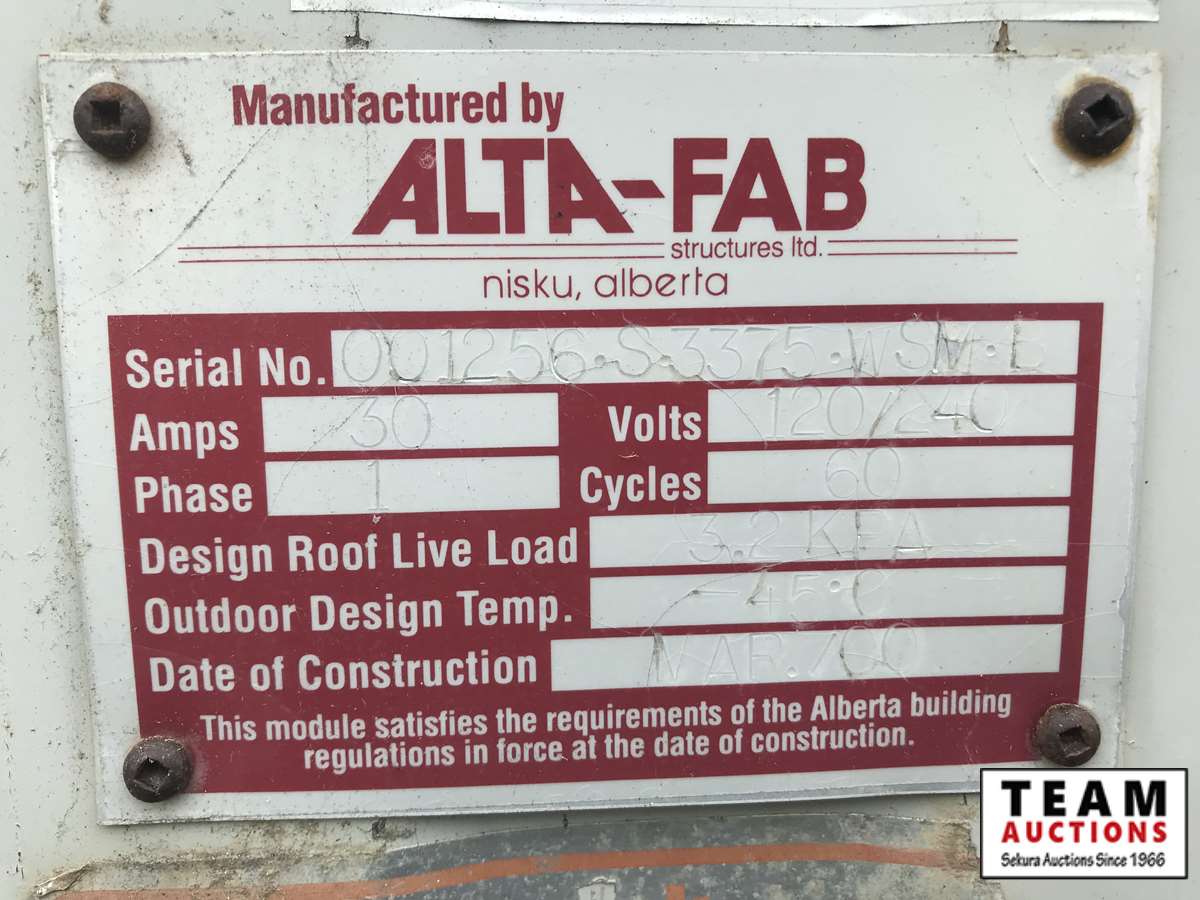 Manufactured by
ALTA-FAB
structures ltd.
nisku, alberta
Serial No. 001256·S·3375·WSM·E
Amps 30 Volts 120/240
Phase 1 Cycles 60
Design Roof Live Load 3.2 KPA
Outdoor Design Temp. -45°C
Date of Construction MAR./00
This module satisfies the requirements of the Alberta building
regulations in force at the date of construction.
TEAM
AUCTIONS
Sekura Auctions Since 1966